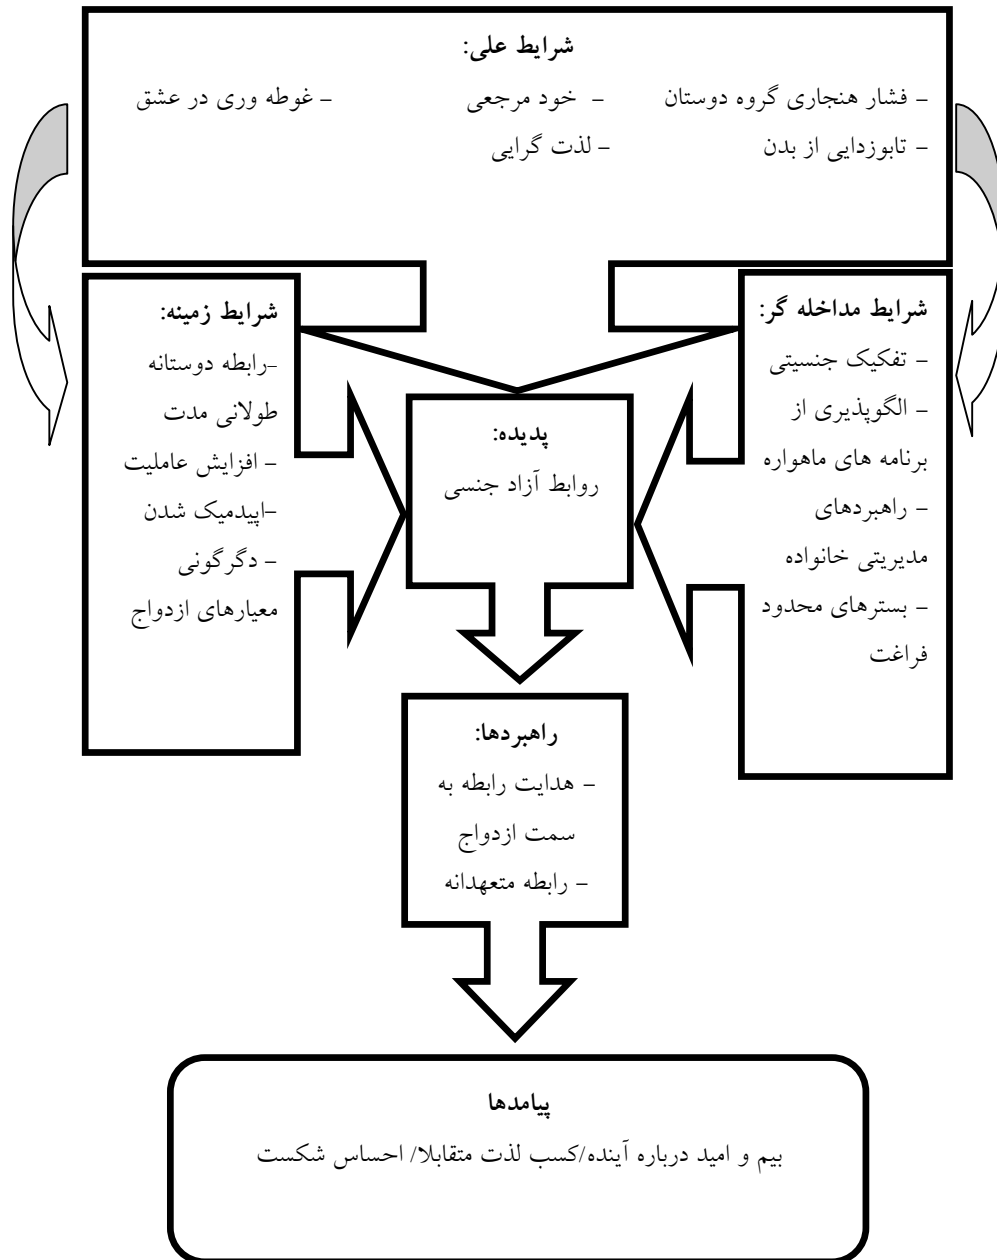 شرایط علی:
– فشار هنجاری گروه دوستان – خود مرجعی – غوطه وری در عشق
– تابوزدایی از بدن – لذت گرایی
شرایط مداخله گر:
– تفکیک جنسیتی
– الگوپذیری از
برنامه های ماهواره
– راهبردهای
مدیریتی خانواده
– بسترهای محدود
فراغت
پدیده:
روابط آزاد جنسی
شرایط زمینه:
-رابطه دوستانه
طولانی مدت
– افزایش عاملیت
-اپیدمیک شدن
– دگرگونی
معیارهای ازدواج
راهبردها:
– هدایت رابطه به
سمت ازدواج
– رابطه متعهدانه
پیامدها
بیم و امید درباره آینده/کسب لذت متقابلا/ احساس شکست